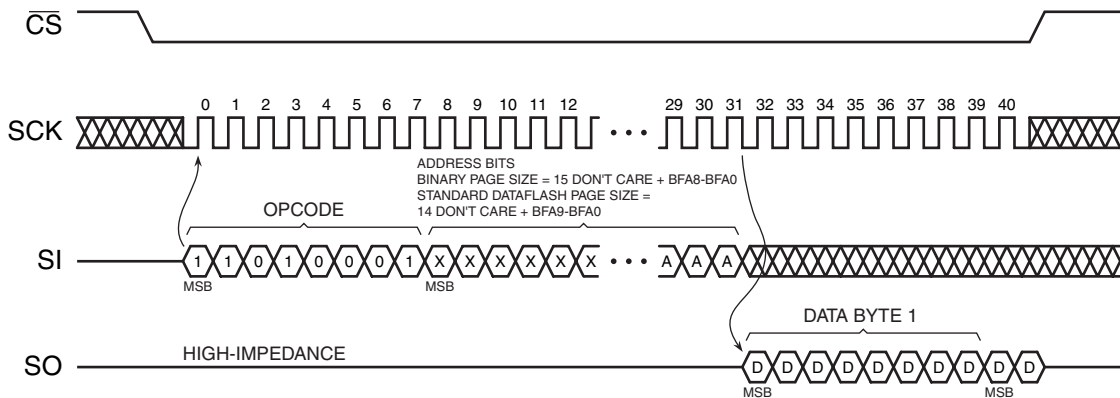 CS
0 1 2 3 4 5 6 7 8 9 10 11 12 29 30 31 32 33 34 35 36 37 38 39 40
SCK
ADDRESS BITS
BINARY PAGE SIZE = 15 DON'T CARE + BFA8-BFA0
STANDARD DATAFLASH PAGE SIZE =
14 DON'T CARE + BFA9-BFA0
OPCODE
SI 1 1 0 1 0 0 0 1 X X X X X X A A A
MSB MSB
DATA BYTE 1
HIGH-IMPEDANCE
SO D D D D D D D D D D
MSB MSB